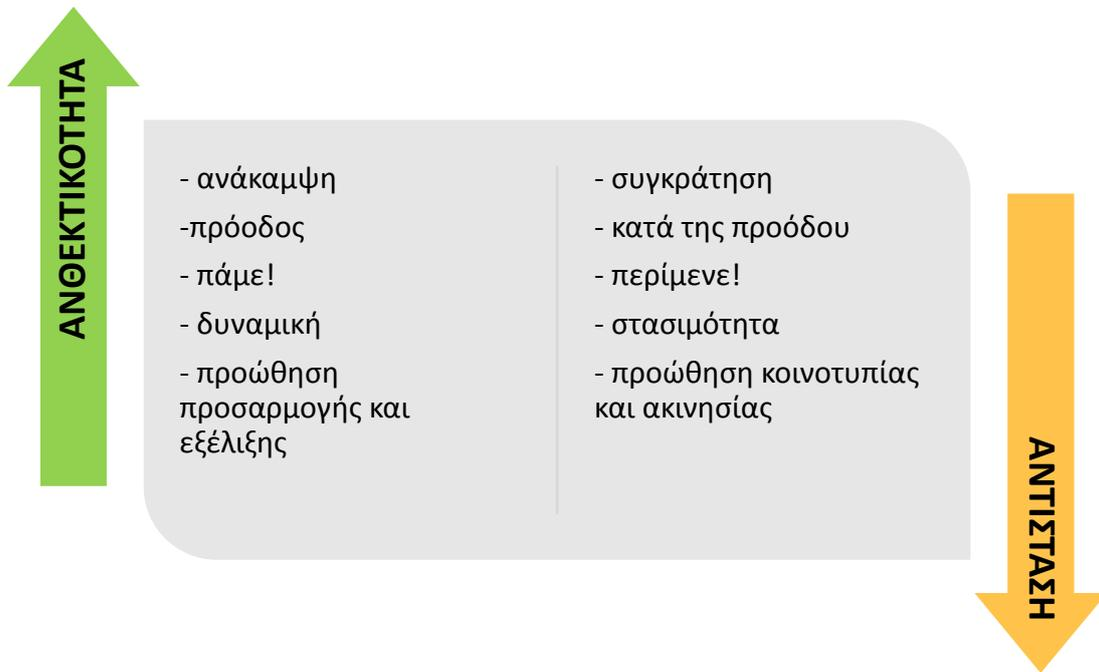 ΑΝΘΕΚΤΙΚΟΤΗΤΑ
- ανάκαμψη
-πρόοδος
- πάμε!
- δυναμική
- προώθηση
προσαρμογής και
εξέλιξης
- συγκράτηση
- κατά της προόδου
- περίμενε!
- στασιμότητα
- προώθηση κοινοτυπίας
και ακινησίας
ΑΝΤΙΣΤΑΣΗ